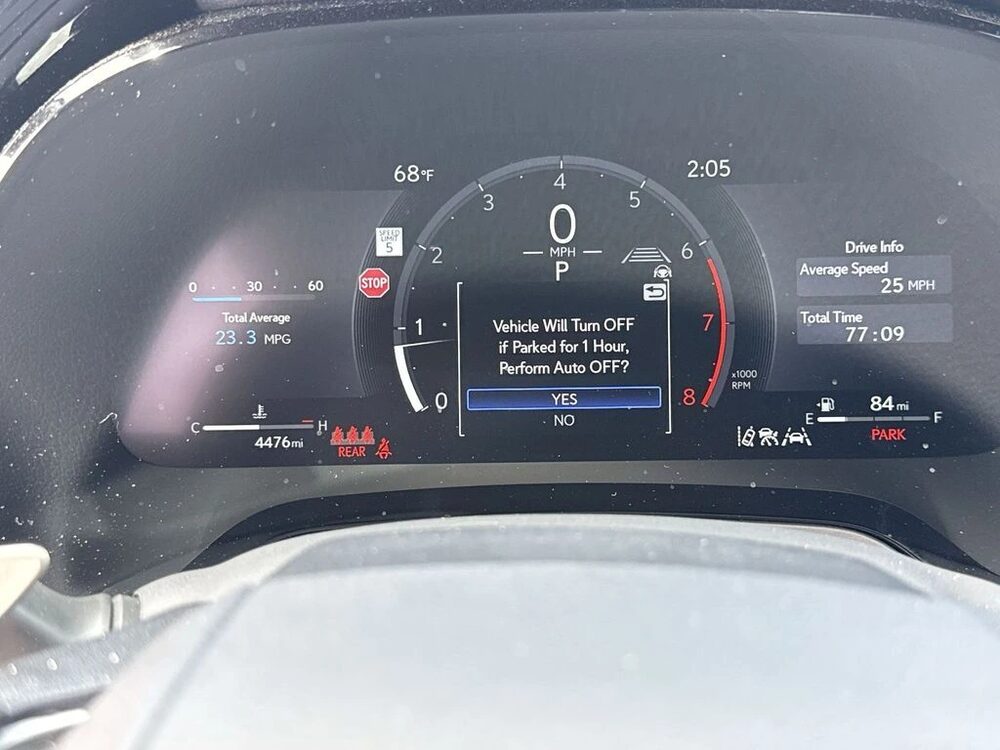 68°F
2:05
SPEED
LIMIT
5
STOP
0 30 60
Total Average
23.3 MPG
0
1
2
3
4
5
6
7
8
x1000
RPM
0
MPH
P
Vehicle Will Turn OFF
if Parked for 1 Hour,
Perform Auto OFF?
YES
NO
Drive Info
Average Speed
25 MPH
Total Time
77:09
C H
4476mi
REAR
84 mi
E F
PARK